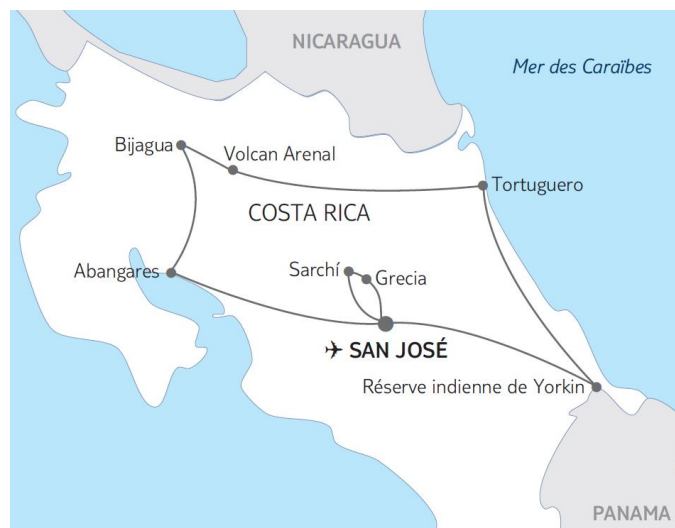 NICARAGUA
Mer des Caraïbes
Bijagua
Volcan Arenal
Tortuguero
COSTA RICA
Abangares
Sarchí
Grecia
SAN JOSÉ
Réserve indienne de Yorkin
PANAMA